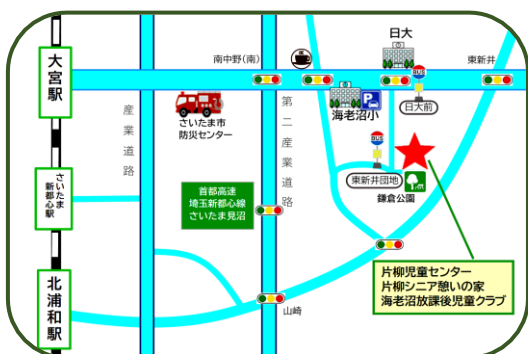 日大
南中野(南)
東新井
大宮駅
BUS
日大前
産業道路
さいたま市
防災センター
第二産業道路
海老沼小
P
BUS
東新井団地
鎌倉公園
さいたま
新都心駅
首都高速
埼玉新都心線
さいたま見沼
北浦和駅
山崎
片柳児童センター
片柳シニア憩いの家
海老沼放課後児童クラブ